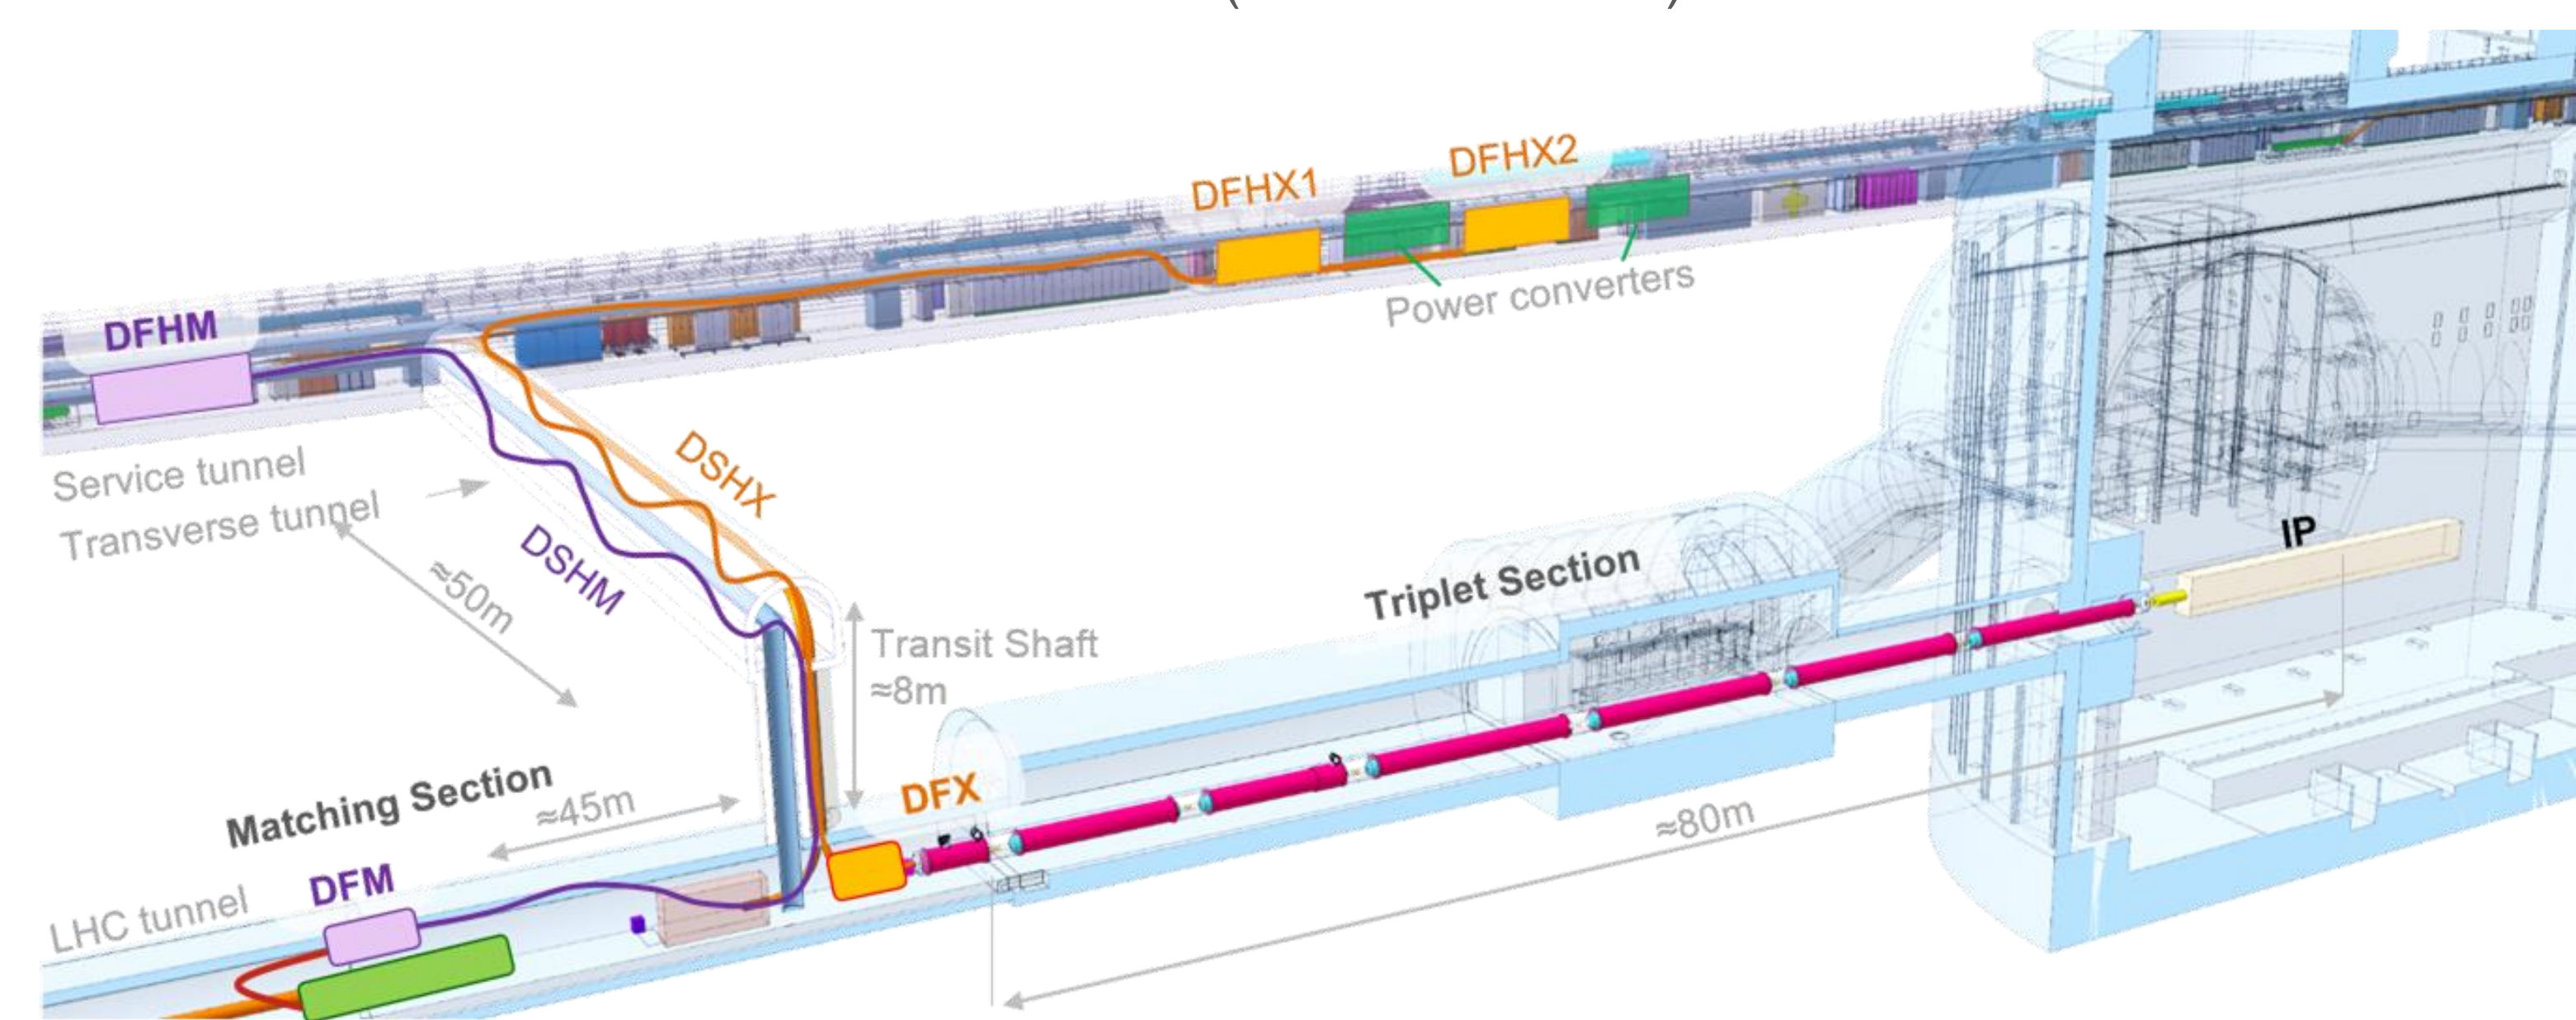 ( )
DFHX1
DFHX2
Power converters
DFHM
Service tunnel
Transverse tunnel
DSHX
DSHM
≈50m
Transit Shaft
≈8m
Triplet Section
IP
Matching Section
≈45m
DFX
≈80m
DFM
LHC tunnel